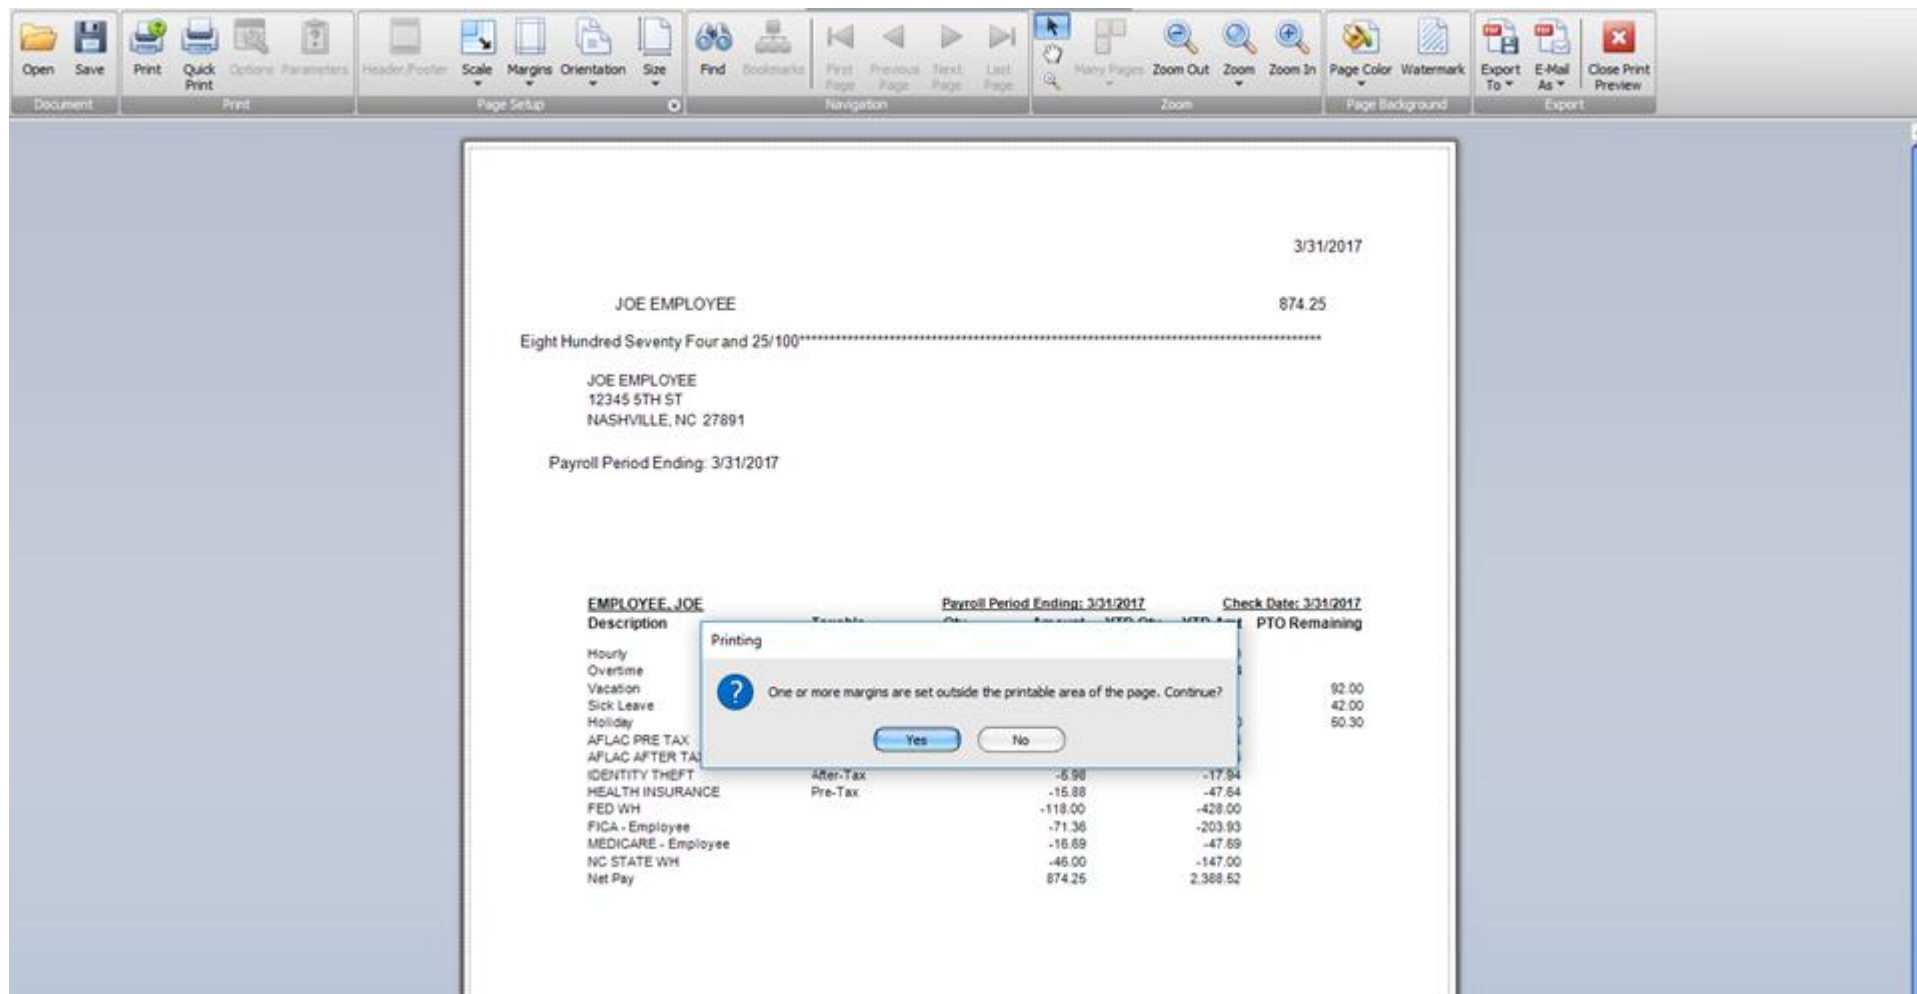 Open Save Print Quick Print Options Parameters Header/Footer Scale Margins Orientation Size Find Bookmarks First Page Previous Page Next Page Last Page Many Pages Zoom Out Zoom Zoom In Page Color Watermark Export To E-Mail As Close Print Preview
Document Print Page Setup Navigation Zoom Page Background Export
3/31/2017
JOE EMPLOYEE 874.25
Eight Hundred Seventy Four and 25/100
JOE EMPLOYEE
12345 5TH ST
NASHVILLE, NC 27891
Payroll Period Ending: 3/31/2017
EMPLOYEE, JOE Payroll Period Ending: 3/31/2017 Check Date: 3/31/2017
Description PTO Remaining
Printing
Hourly
Overtime
Vacation 92.00
One or more margins are set outside the printable area of the page. Continue?
Sick Leave 42.00
Holiday 50.30
Yes No
AFLAC PRE TAX
AFLAC AFTER
IDENTITY THEFT After-Tax -6.98 -17.94
HEALTH INSURANCE Pre-Tax -15.88 -47.64
FED WH -118.00 -428.00
FICA - Employee -71.36 -203.93
MEDICARE - Employee -16.69 -47.69
NC STATE WH -46.00 -147.00
Net Pay 874.25 2,388.52